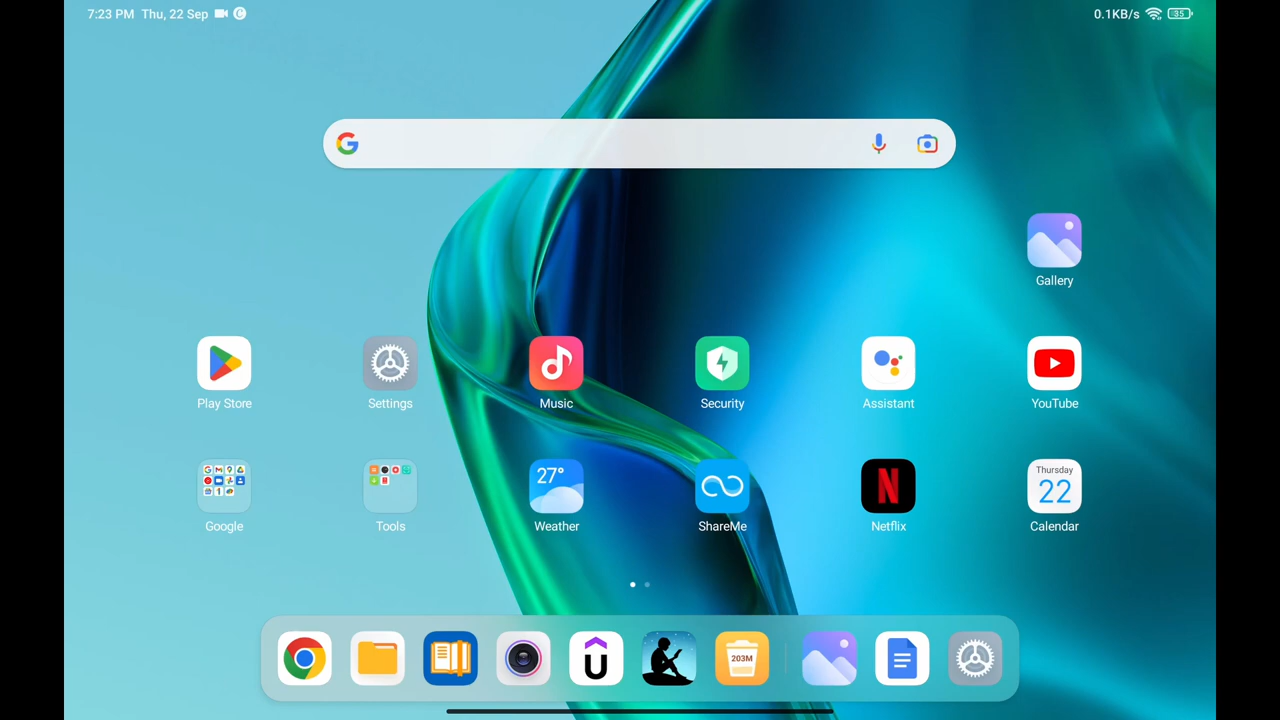 7:23 PM Thu, 22 Sep
0.1KB/s 35
Gallery
Play Store
Settings
Music
Security
Assistant
YouTube
27°
Thursday
22
Google
Tools
Weather
ShareMe
Netflix
Calendar
203M